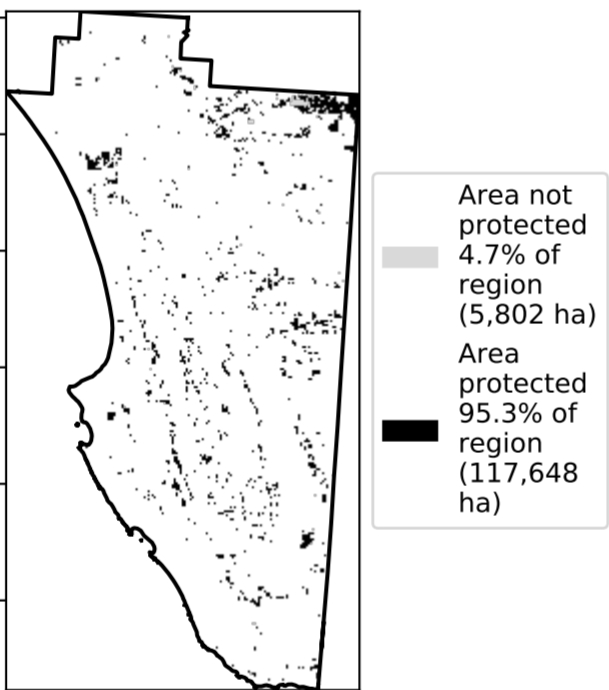 Area not
protected
4.7% of
region
(5,802 ha)
Area
protected
95.3% of
region
(117,648
ha)